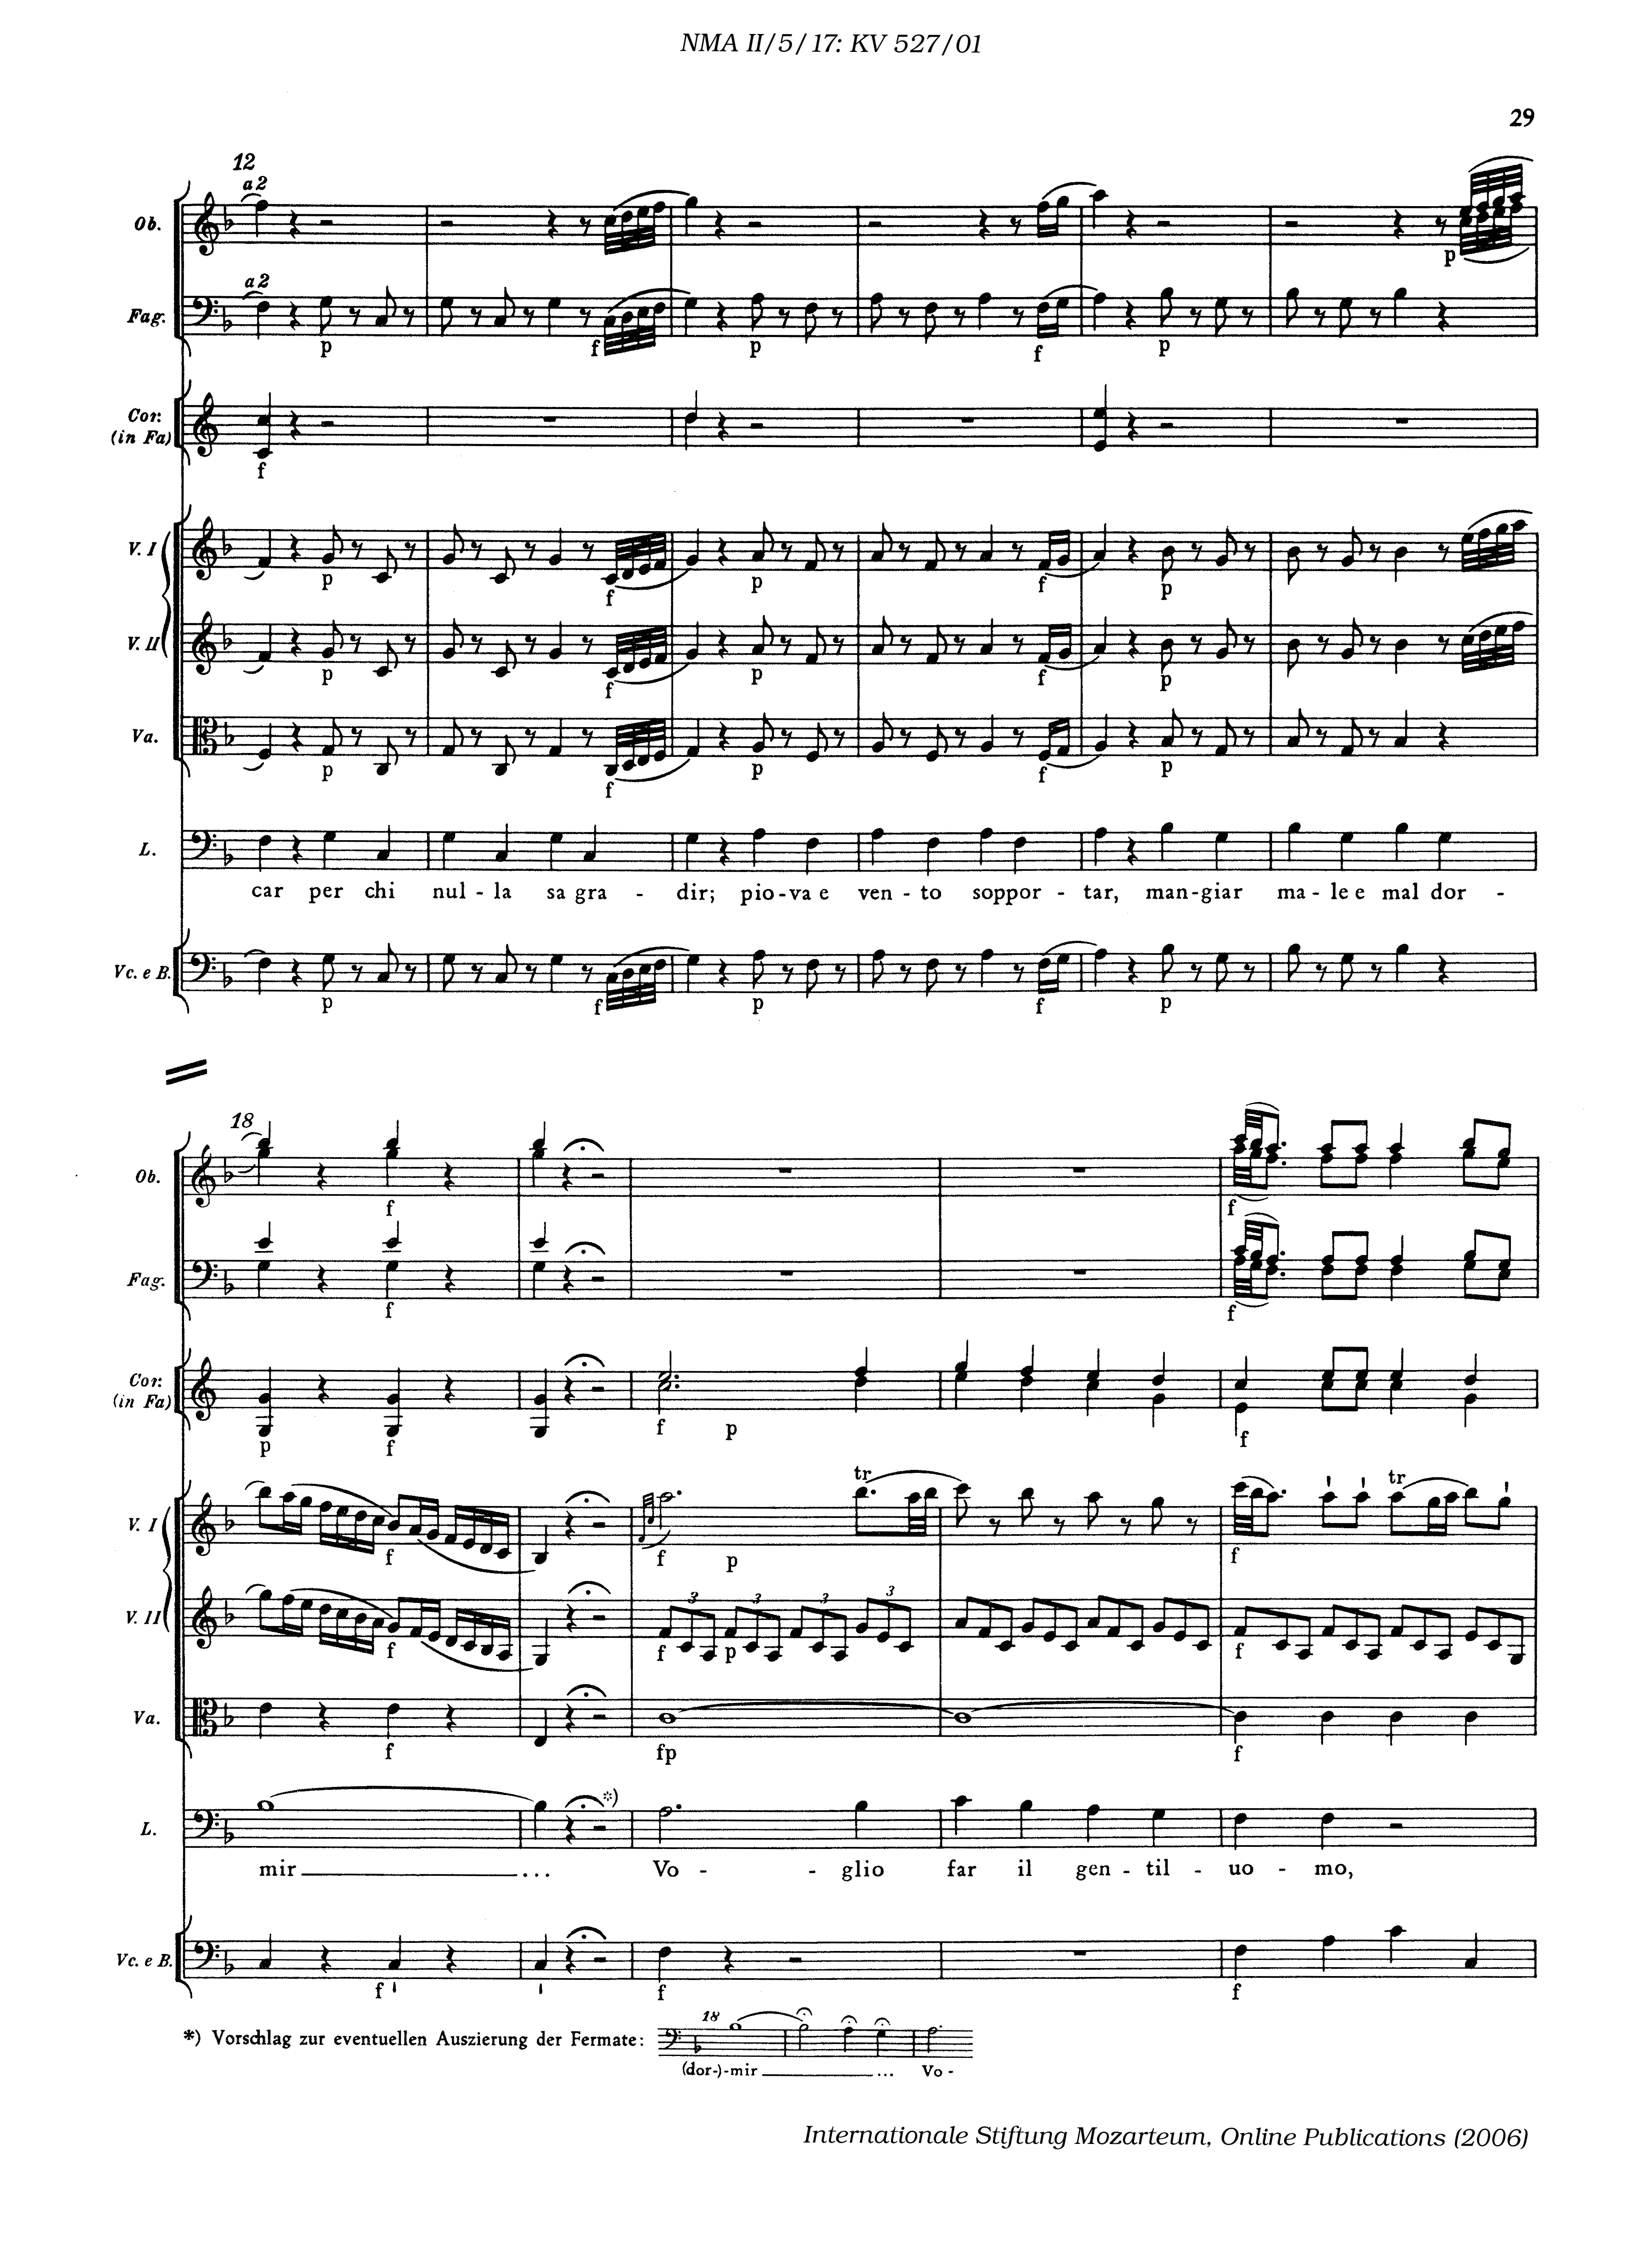 NMA II/5/17: KV 527/01
29
12
a2
Ob.
a2
Fag.
p f p f p
Cor. (in Fa)
f
V. I
p f p f p
V. II
p f p f p
Va.
p f p f p
L.
car per chi nul - la sa gra - dir; pio-va e ven - to soppor - tar, man-giar ma - le e mal dor -
Vc. e B.
p f p f p
18
Ob.
f f
Fag.
f f
Cor. (in Fa)
p f f p f
tr tr
V. I
f f p f
3 3 3 3
V. II
f f p f
Va.
f fp f
*)
L.
mir ... Vo - - glio far il gen - til - uo - mo,
Vc. e B.
f f f
*) Vorschlag zur eventuellen Auszierung der Fermate:
18
(dor-)-mir ... Vo -
Internationale Stiftung Mozarteum, Online Publications (2006)